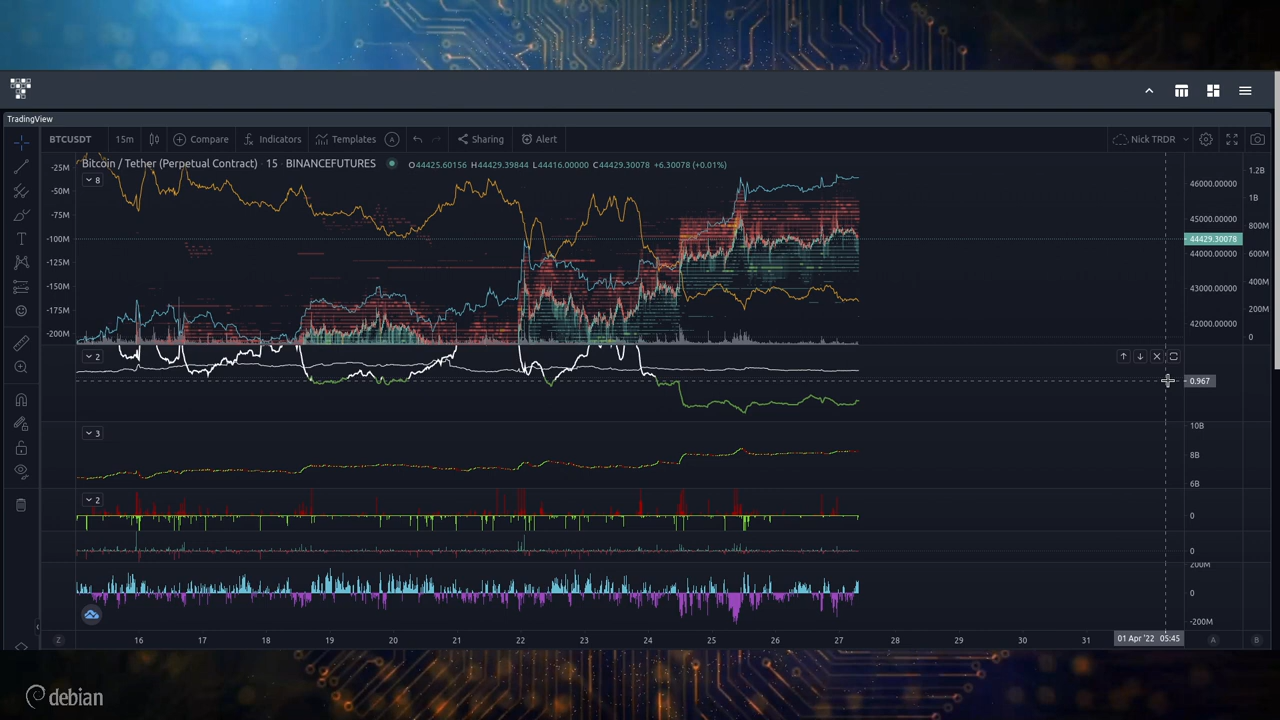 TradingView
BTCUSDT 15m Compare Indicators Templates A Sharing Alert Nick TRDR
Bitcoin / Tether (Perpetual Contract) · 15 · BINANCEFUTURES O44425.60156 H44429.39844 L44416.00000 C44429.30078 +6.30078 (+0.01%)
8
-25M
-50M
-75M
-100M
-125M
-150M
-175M
-200M
46000.00000
45000.00000
44429.30078
44000.00000
43000.00000
42000.00000
1.2B
1B
800M
600M
400M
200M
0
2
0.967
3
10B
8B
6B
2
0
0
200M
0
-200M
Z 16 17 18 19 20 21 22 23 24 25 26 27 28 29 30 31 01 Apr '22 05:45 A B
debian